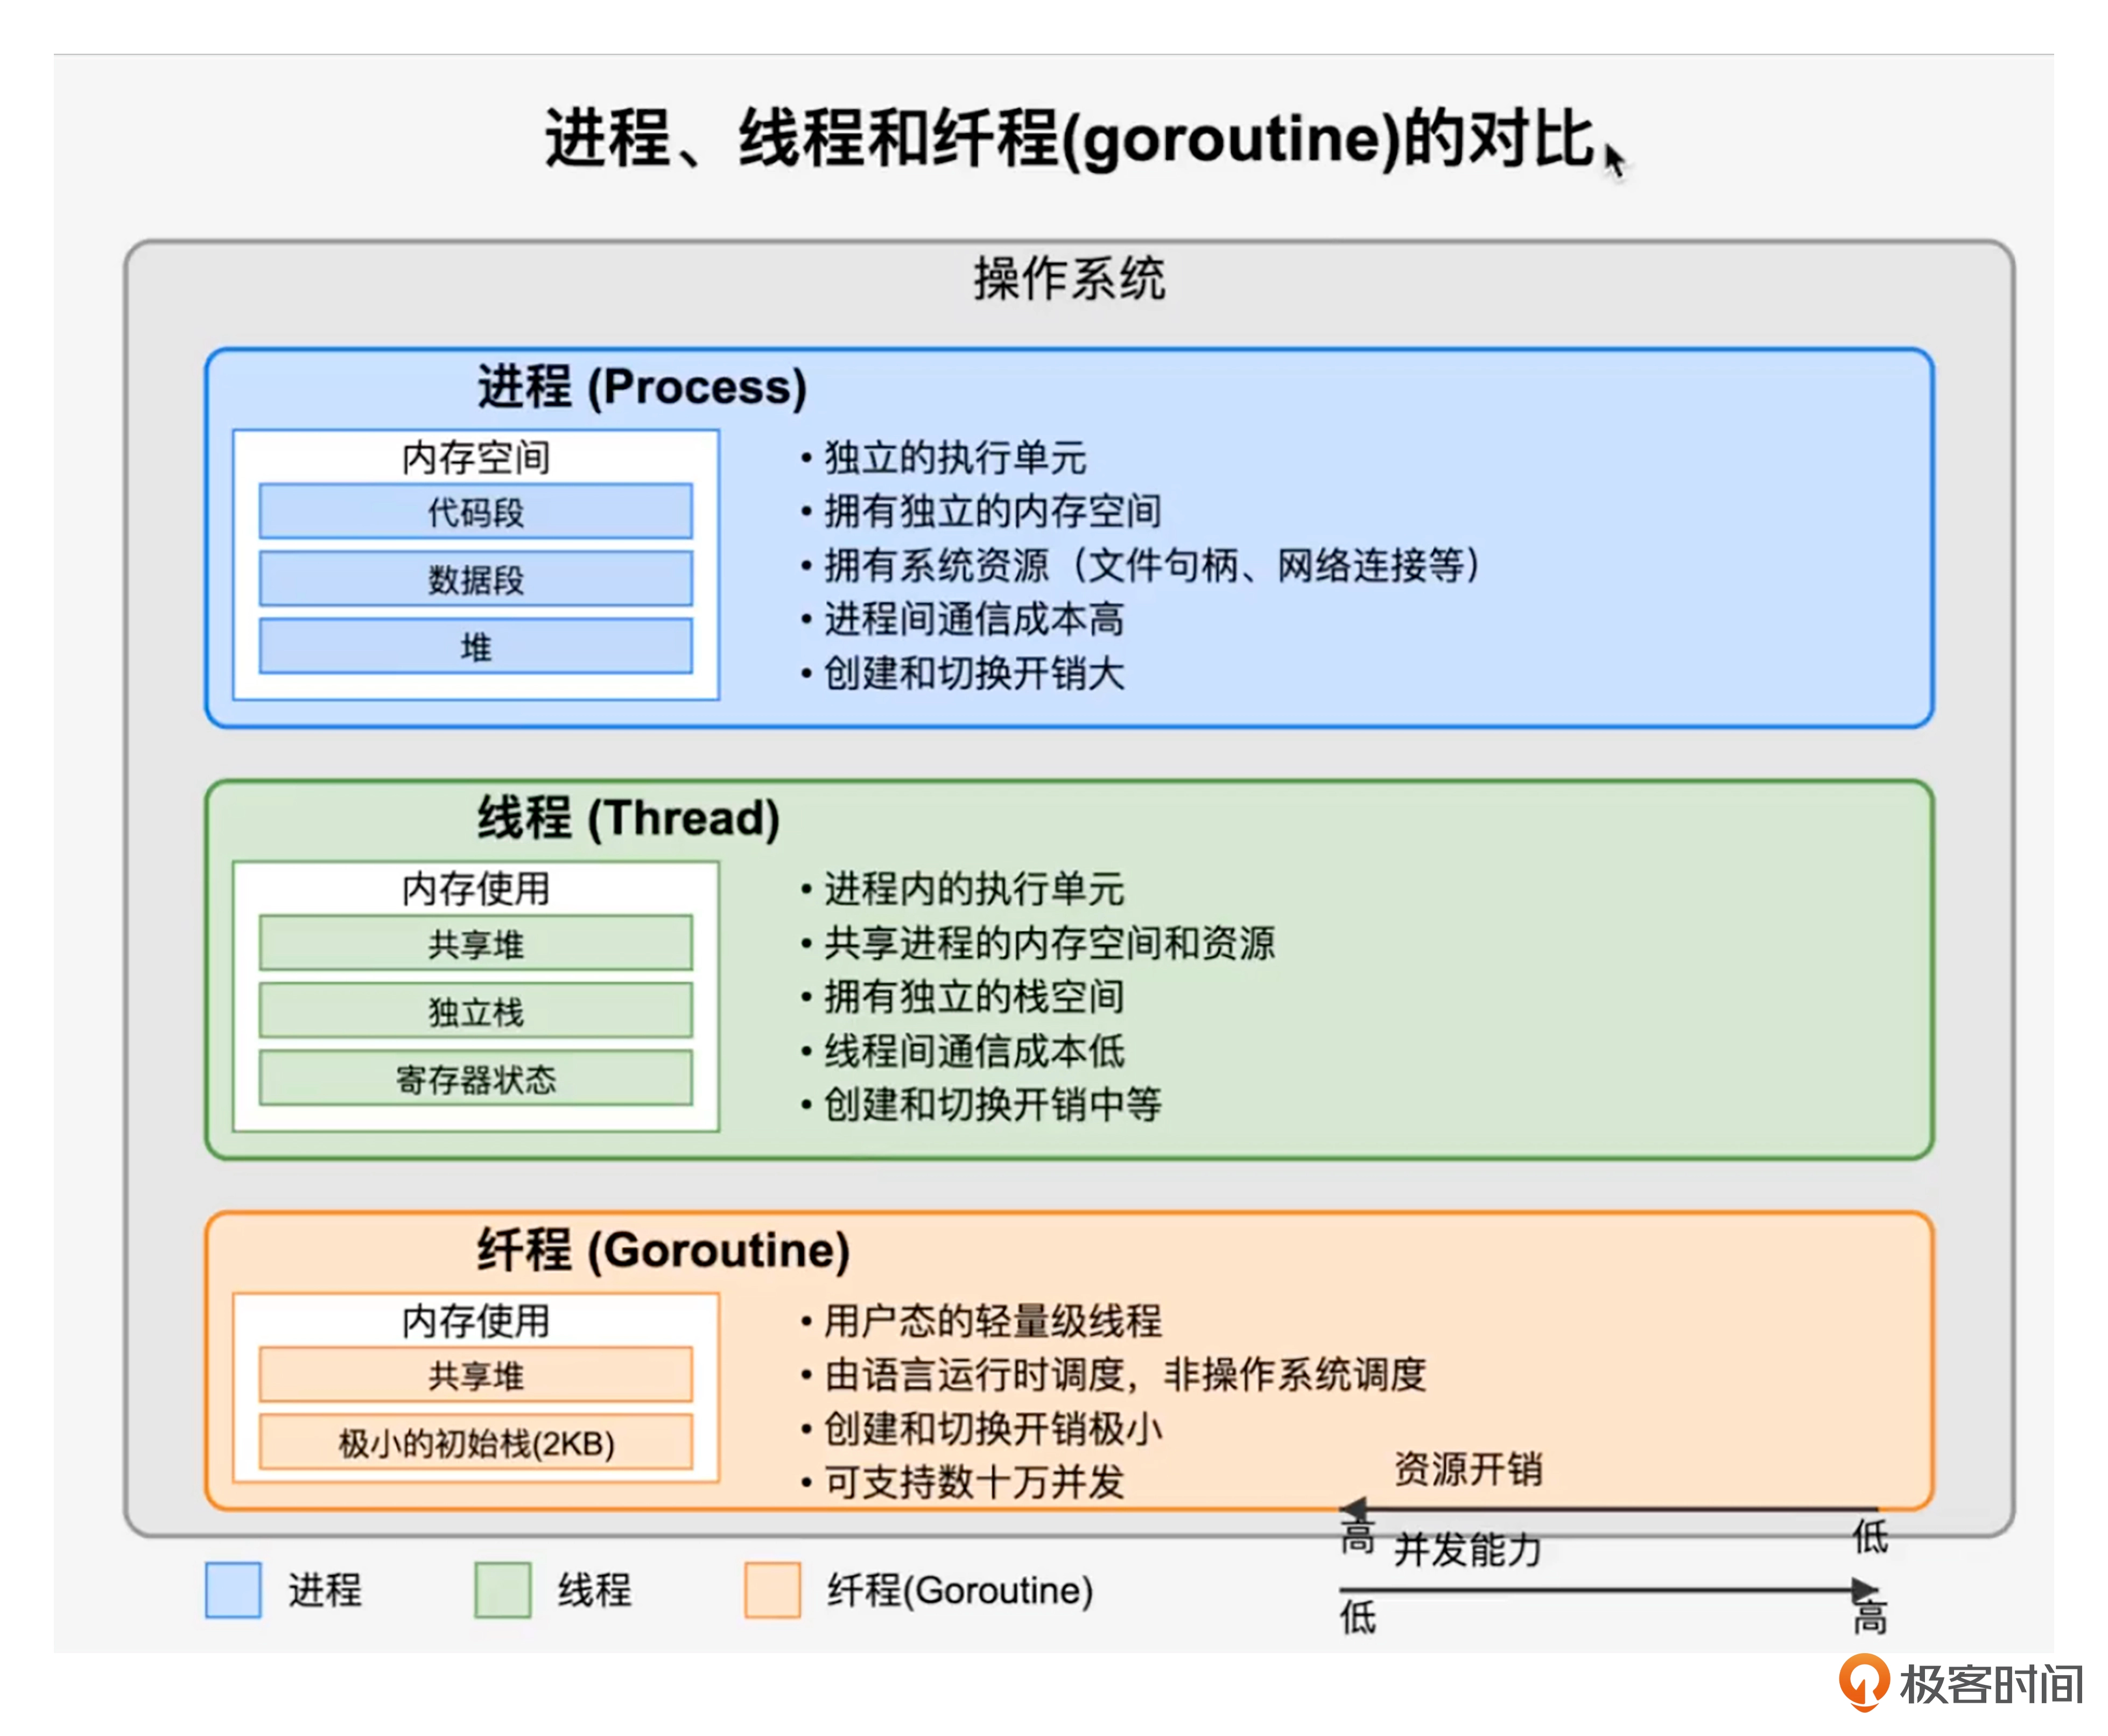 进程、线程和纤程(goroutine)的对比
操作系统
进程 (Process)
内存空间
代码段
数据段
堆
• 独立的执行单元
• 拥有独立的内存空间
• 拥有系统资源（文件句柄、网络连接等）
• 进程间通信成本高
• 创建和切换开销大
线程 (Thread)
内存使用
共享堆
独立栈
寄存器状态
• 进程内的执行单元
• 共享进程的内存空间和资源
• 拥有独立的栈空间
• 线程间通信成本低
• 创建和切换开销中等
纤程 (Goroutine)
内存使用
共享堆
极小的初始栈(2KB)
• 用户态的轻量级线程
• 由语言运行时调度，非操作系统调度
• 创建和切换开销极小
• 可支持数十万并发
资源开销
高 低
并发能力
低 高
进程 线程 纤程(Goroutine)
极客时间